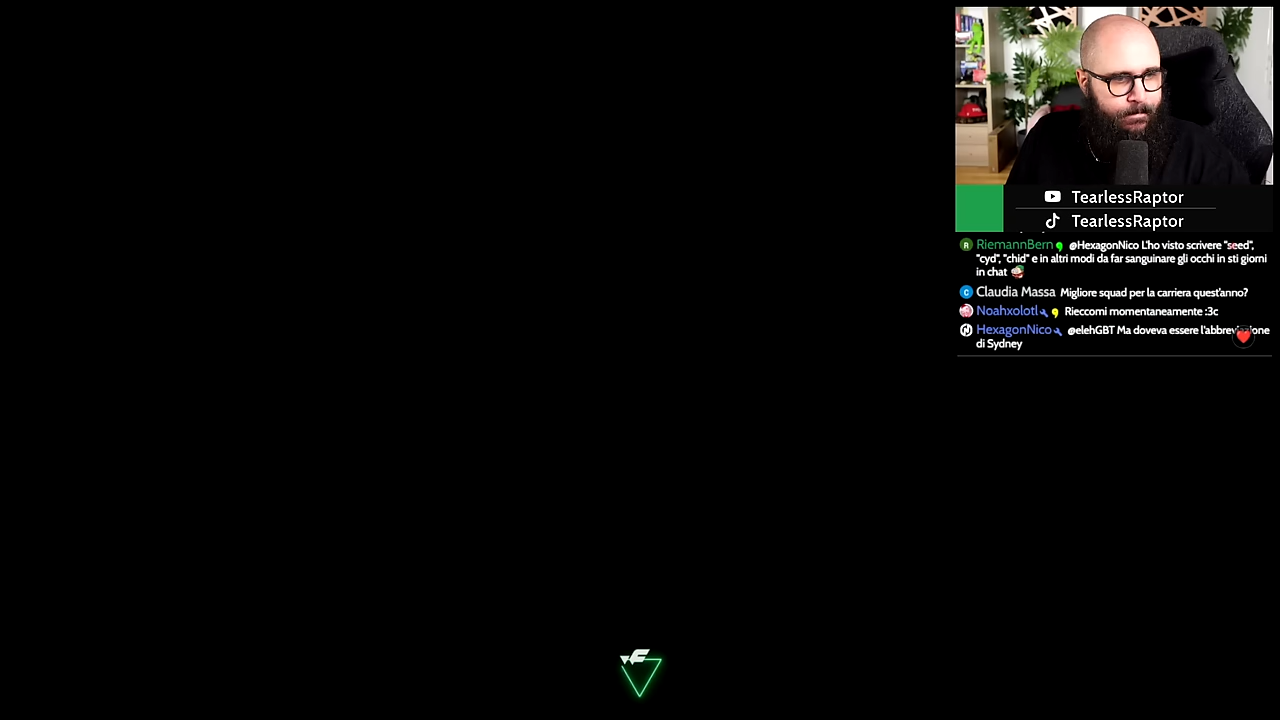 TearlessRaptor
TearlessRaptor
RiemannBern @HexagonNico L'ho visto scrivere "seed",
"cyd", "chid" e in altri modi da far sanguinare gli occhi in sti giorni
in chat
Claudia Massa Migliore squad per la carriera quest'anno?
Noahxolotl Rieccomi momentaneamente :3c
HexagonNico @elehGBT Ma doveva essere l'abbreviazione
di Sydney